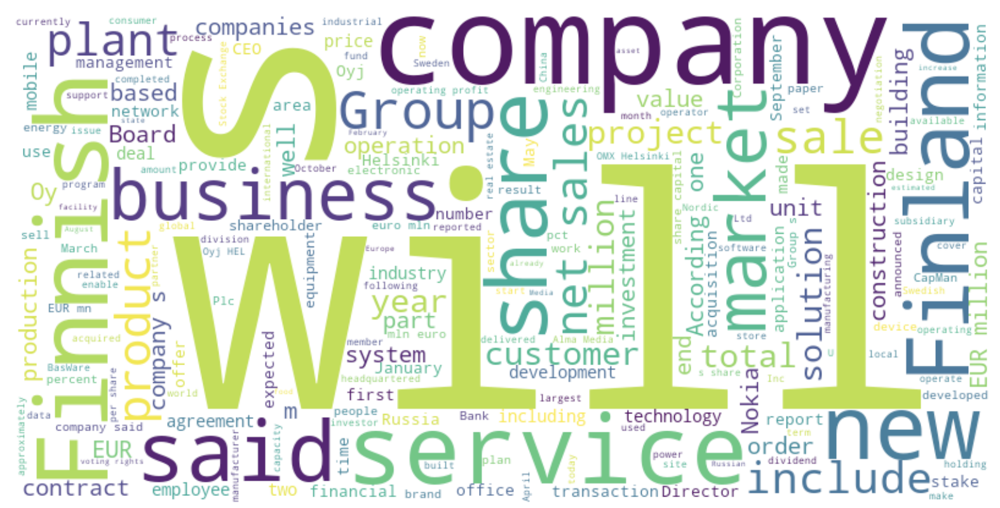 currently
consumer
plant
process
companies
CEO
industrial
price
fund
Oyj
Sweden
now
company
asset
China
corporation
September
paper
set
building
Finland
increase
negotiation
available
information
capital
management
mobile
completed
support
based
network
state
energy
issue
Board
use
deal
amount
provide
Stock Exchange
S
area
well
international
October
operating profit
Group
February
operation
Helsinki
electronic
real estate
May
share
engineering
value
month
operator
project
OMX Helsinki
net sales
share capital
one
According
market
made
sale
design
estimated
Finnish
Oy
program
facility
August
business
number
reported
result
line
million
investment
Nordic
Ltd
unit
construction
subsidiary
sell
March
product
global
shareholder
euro mln
division
Oyj HEL
partner
Europe
sector
pct
work
already
acquisition
software
application
Group s
solution
manufacturing
announced
cover
CapMan
Swedish
EUR million
production
related
enable
EUR mn
acquired
BasWare
percent
company s
offer
world
Will
Plc
equipment
industry
following
year
part
mln euro
start
Media
delivered
Alma Media
end
store
total
u
device
operating
local
expected
member
system
January
headquartered
food
customer
development
s share
Inc
Nokia
operate
developed
approximately
data
per share
company said
agreement
m
first
people
investor
Russia
Bank
largest
including
technology
used
report
term
new
EUR
voting rights
said
manufacturer
capacity
time
service
built
plan
today
power
site
Russian
order
dividend
include
holding
contract
employee
two
financial
brand
office
April
transaction
Director
stake
make